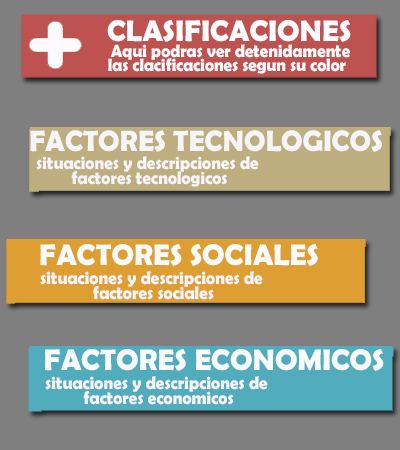 CLASIFICACIONES
Aqui podras ver detenidamente
las clacificaciones segun su color
FACTORES TECNOLOGICOS
situaciones y descripciones de
factores tecnologicos
FACTORES SOCIALES
situaciones y descripciones de
factores sociales
FACTORES ECONOMICOS
situaciones y descripciones de
factores economicos